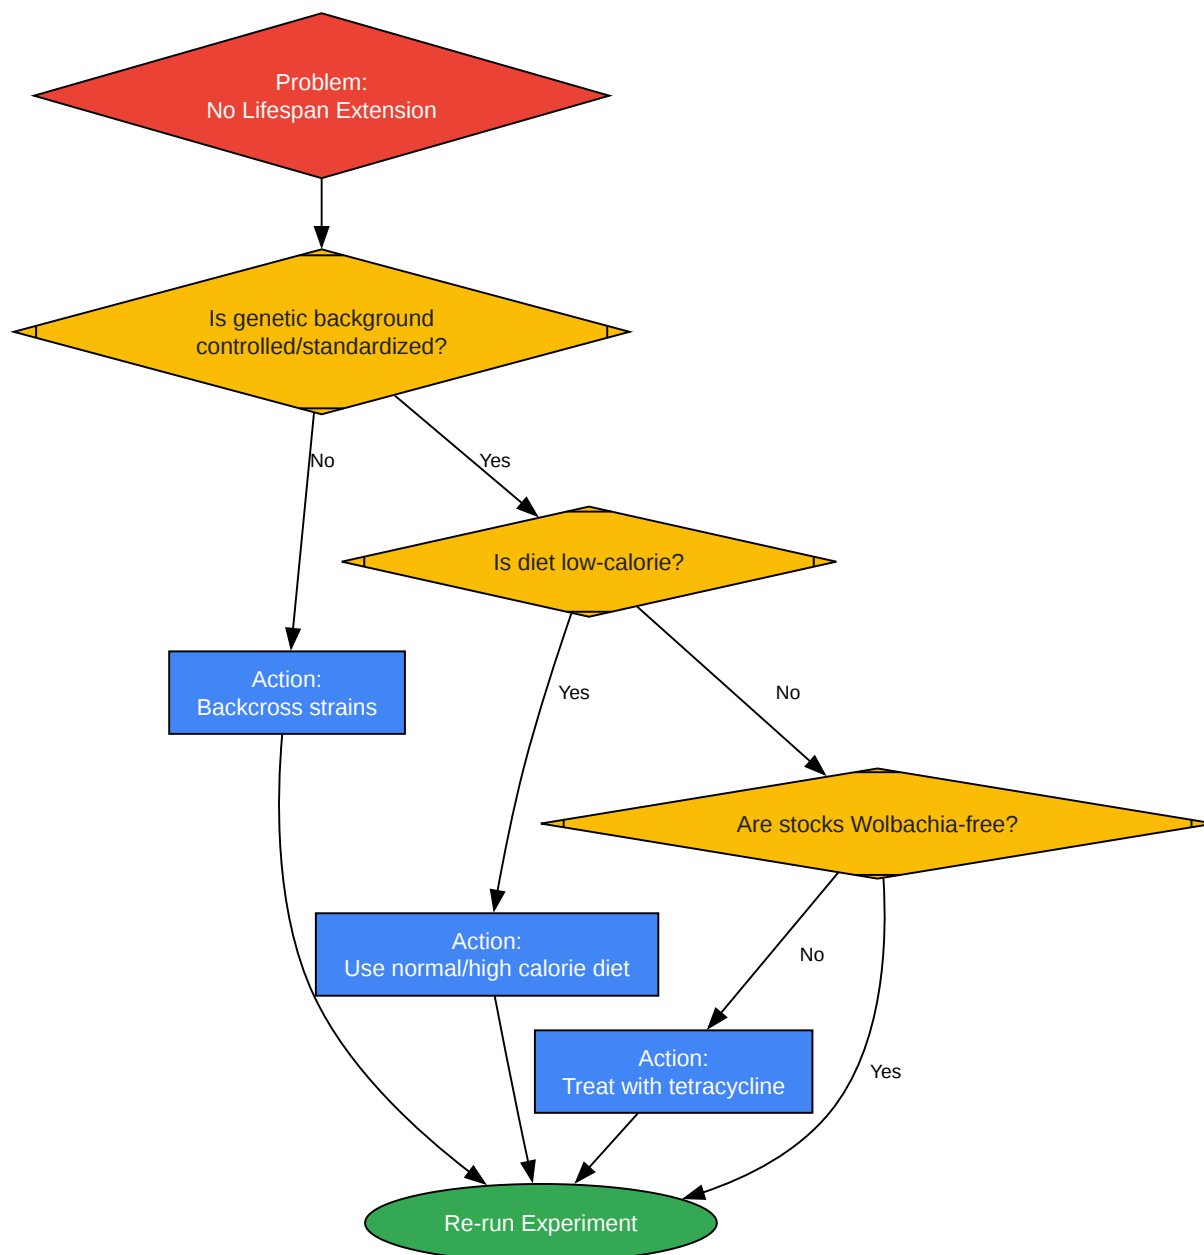 Problem:
No Lifespan Extension
Is genetic background
controlled/standardized?
No
Yes
Is diet low-calorie?
Action:
Backcross strains
Yes
No
Are stocks Wolbachia-free?
Action:
Use normal/high calorie diet
No
Action:
Treat with tetracycline
Yes
Re-run Experiment